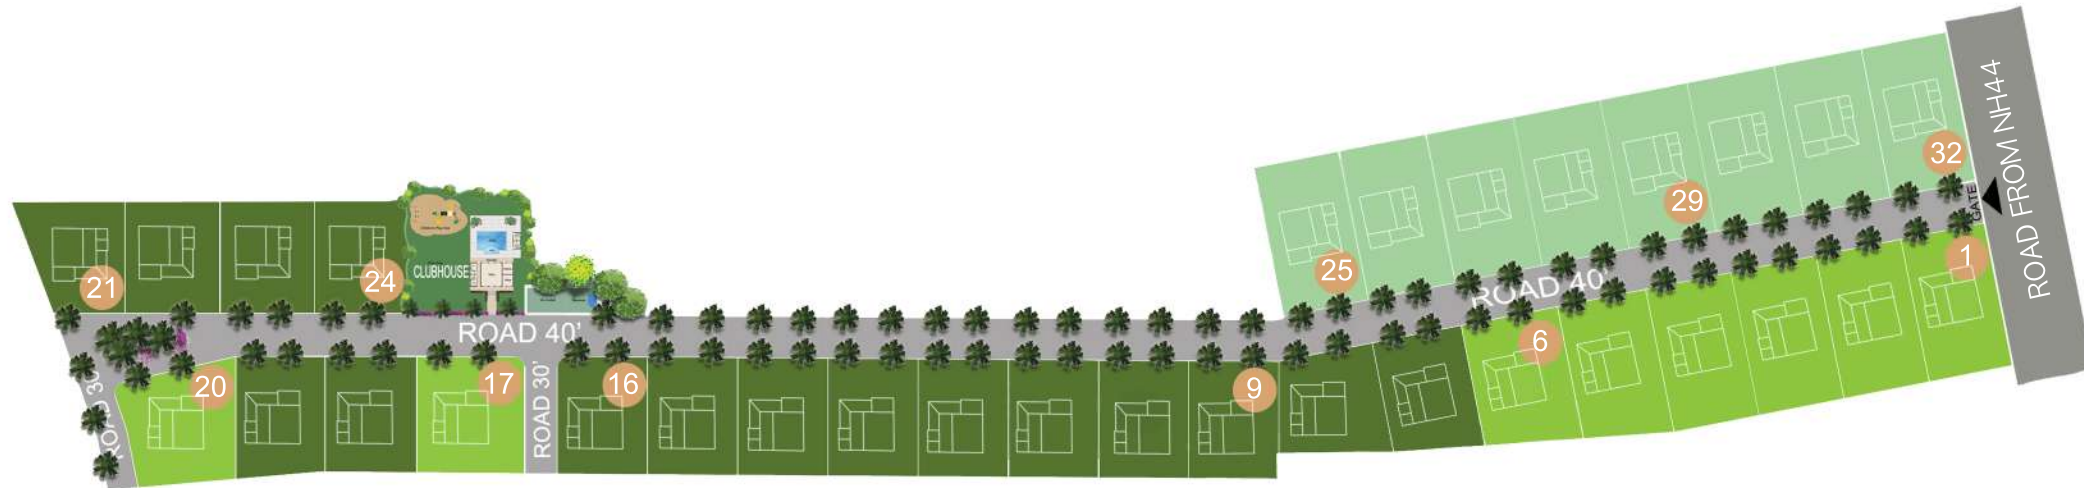 ROAD FROM NH44
GATE
32
29
25
1
ROAD 40'
6
21
24
CLUBHOUSE
ROAD 40'
20
17
16
9
ROAD 30'
ROAD 30'